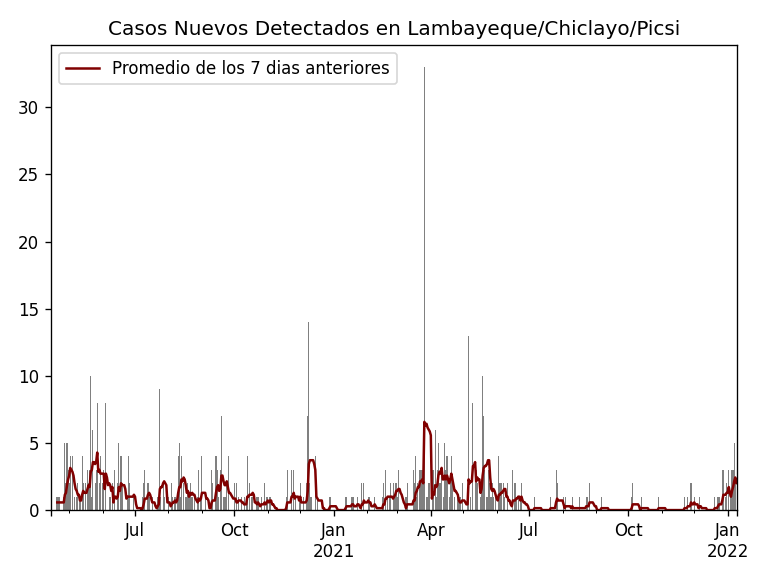 Casos Nuevos Detectados en Lambayeque/Chiclayo/Picsi
Promedio de los 7 dias anteriores
30
25
20
15
10
5
0
Jul
Oct
Jan
2021
Apr
Jul
Oct
Jan
2022